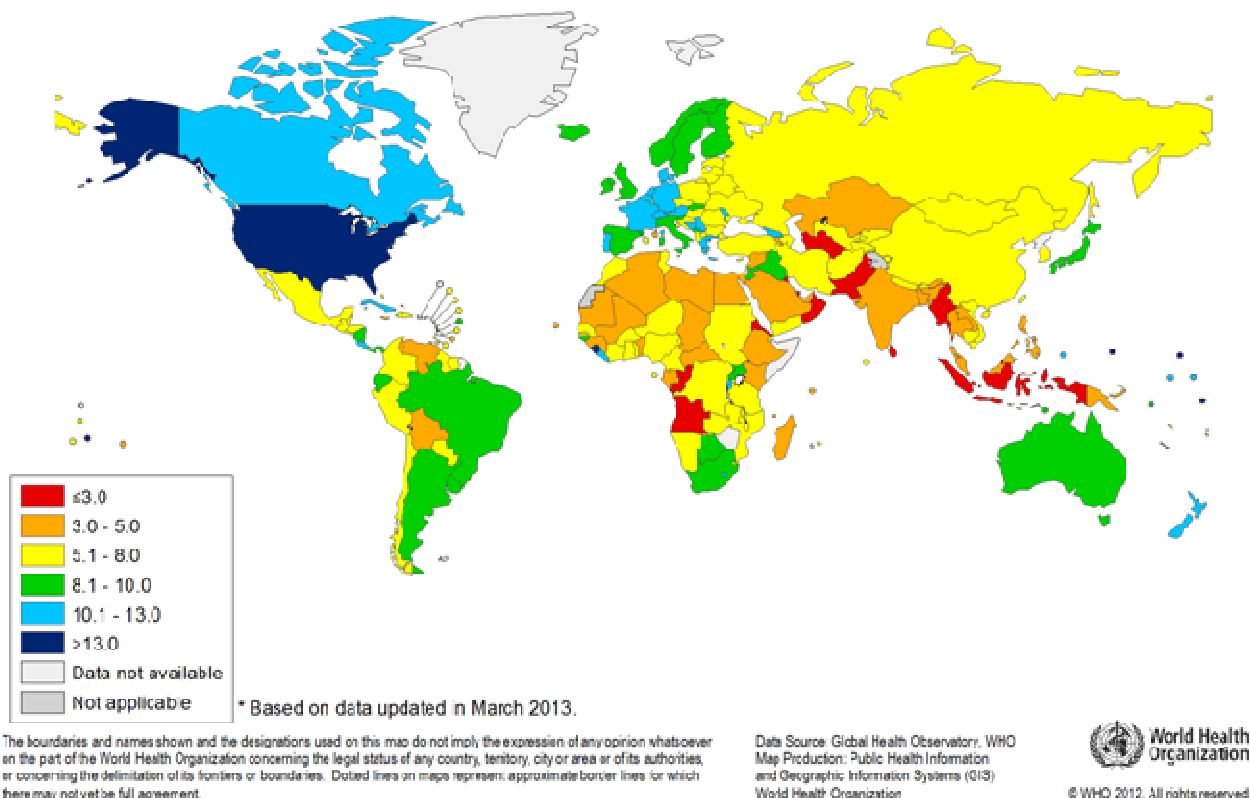 ≤3.0
3.0 - 5.0
5.1 - 8.0
8.1 - 10.0
10.1 - 13.0
>13.0
Data not available
Not applicable
* Based on data updated in March 2013.
The boundaries and names shown and the designations used on this map do not imply the expression of any opinion whatsoever
on the part of the World Health Organization concerning the legal status of any country, territory, city or area or of its authorities,
or concerning the delimitation of its frontiers or boundaries. Dotted lines on maps represent approximate border lines for which
there may not yet be full agreement.
Data Source: Global Health Observatory, WHO
Map Production: Public Health Information
and Geographic Information Systems (GIS)
World Health Organization
World Health
Organization
© WHO 2012. All rights reserved